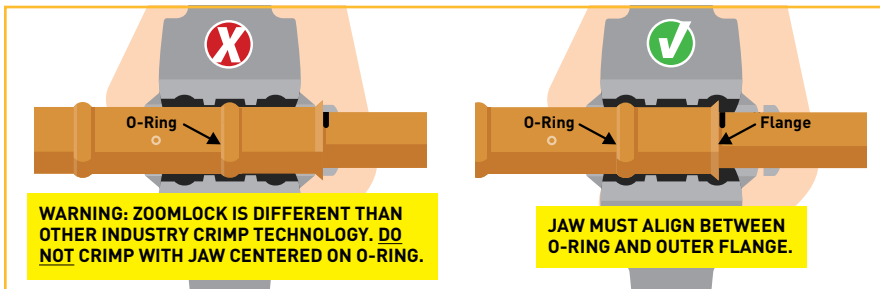 X
O-Ring
WARNING: ZOOMLOCK IS DIFFERENT THAN
OTHER INDUSTRY CRIMP TECHNOLOGY. DO
NOT CRIMP WITH JAW CENTERED ON O-RING.
O-Ring
Flange
JAW MUST ALIGN BETWEEN
O-RING AND OUTER FLANGE.